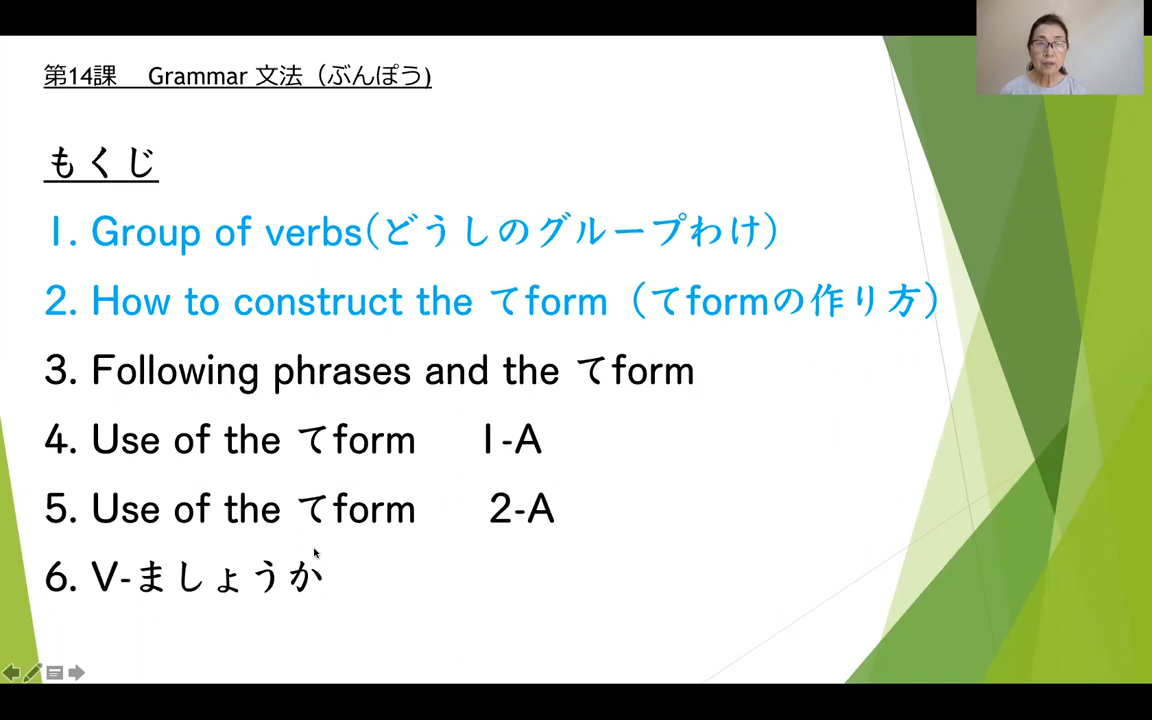 第14課　Grammar 文法（ぶんぽう)
もくじ
1. Group of verbs(どうしのグループわけ）
2. How to construct the てform（てformの作り方）
3. Following phrases and the てform
4. Use of the てform　1-A
5. Use of the てform　2-A
6. V-ましょうか